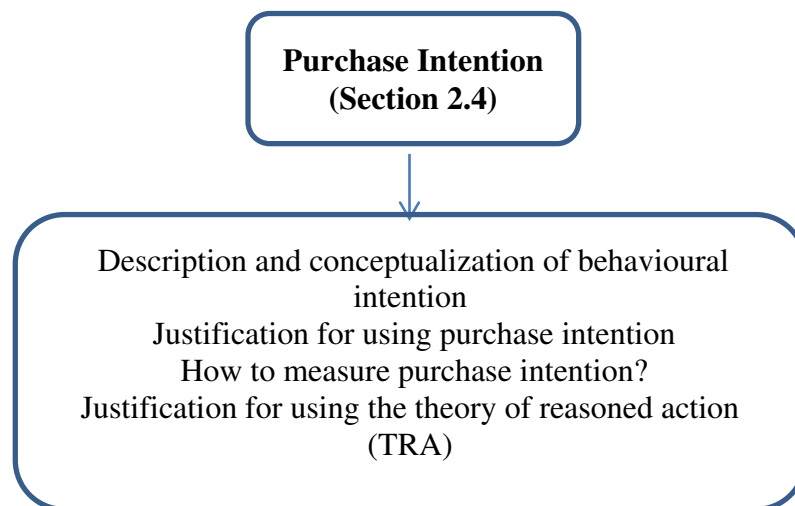 Purchase Intention
(Section 2.4)
Description and conceptualization of behavioural
intention
Justification for using purchase intention
How to measure purchase intention?
Justification for using the theory of reasoned action
(TRA)